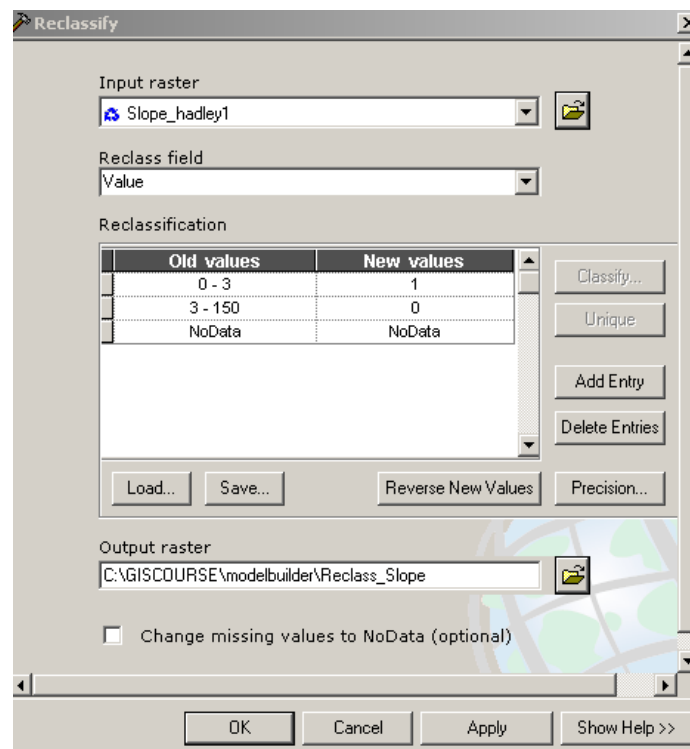 Reclassify
Input raster
Slope_hadley1
Reclass field
Value
Reclassification
Old values New values
0 - 3 1
3 - 150 0
NoData NoData
Classify...
Unique
Add Entry
Delete Entries
Load... Save... Reverse New Values Precision...
Output raster
C:\GISCOURSE\modelbuilder\Reclass_Slope
Change missing values to NoData (optional)
OK Cancel Apply Show Help >>